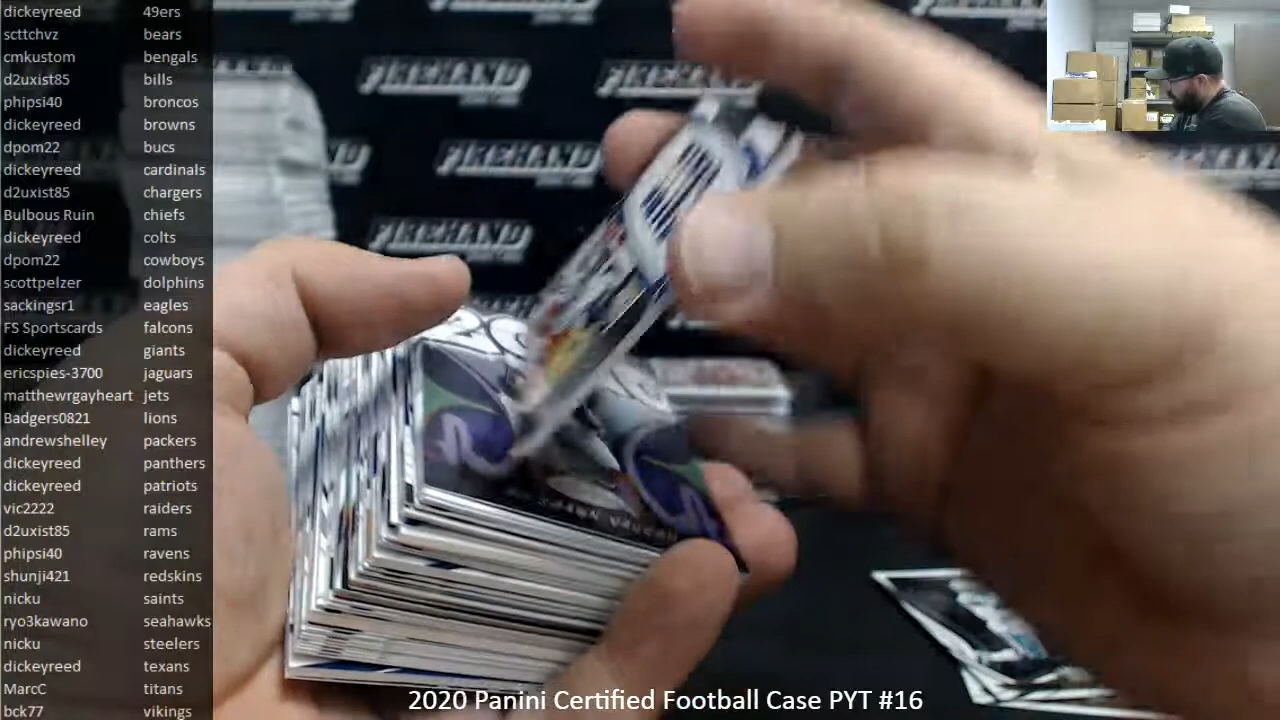 dickeyreed 49ers
scttchvz bears
cmkustom bengals
d2uxist85 bills
phipsi40 broncos
dickeyreed browns
dpom22 bucs
dickeyreed cardinals
d2uxist85 chargers
Bulbous Ruin chiefs
dickeyreed colts
dpom22 cowboys
scottpelzer dolphins
sackingsr1 eagles
FS Sportscards falcons
dickeyreed giants
ericspies-3700 jaguars
matthewrgayheart jets
Badgers0821 lions
andrewshelley packers
dickeyreed panthers
dickeyreed patriots
vic2222 raiders
d2uxist85 rams
phipsi40 ravens
shunji421 redskins
nicku saints
ryo3kawano seahawks
nicku steelers
dickeyreed texans
MarcC titans
bck77 vikings
FIREHAND
FIREHAND
FIREHAND
FIREHAND
2020 Panini Certified Football Case PYT #16